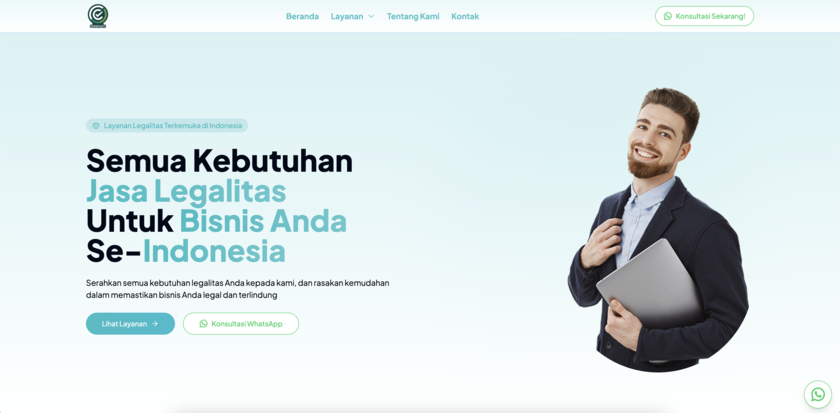 Beranda
Layanan
Tentang Kami
Kontak
Konsultasi Sekarang!
Layanan Legalitas Terkemuka di Indonesia
Semua Kebutuhan
Jasa Legalitas
Untuk Bisnis Anda
Se-Indonesia
Serahkan semua kebutuhan legalitas Anda kepada kami, dan rasakan kemudahan
dalam memastikan bisnis Anda legal dan terlindung
Lihat Layanan
Konsultasi WhatsApp